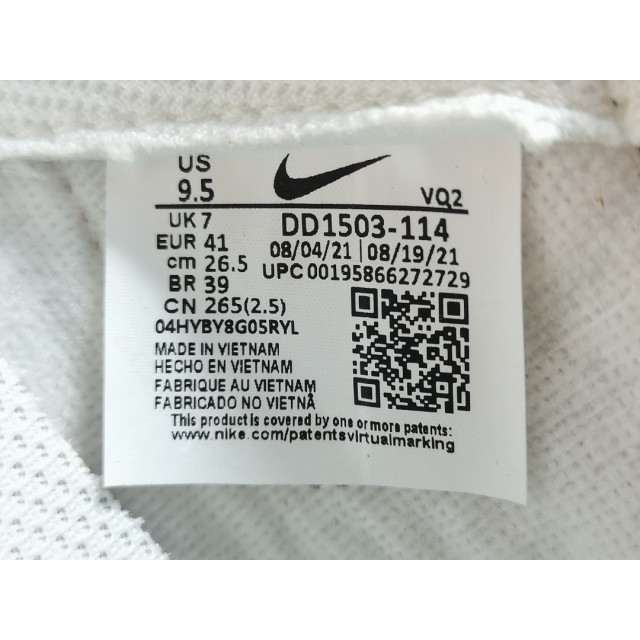 US
9.5
VQ2
UK 7
EUR 41
cm 26.5
BR 39
CN 265(2.5)
DD1503-114
08/04/21 | 08/19/21
UPC 00195866272729
04HYBY8G05RYL
MADE IN VIETNAM
HECHO EN VIETNAM
FABRIQUE AU VIETNAM
FABRICADO NO VIETNÅ
This product is covered by one or more patents:
www.nike.com/patentsvirtualmarking